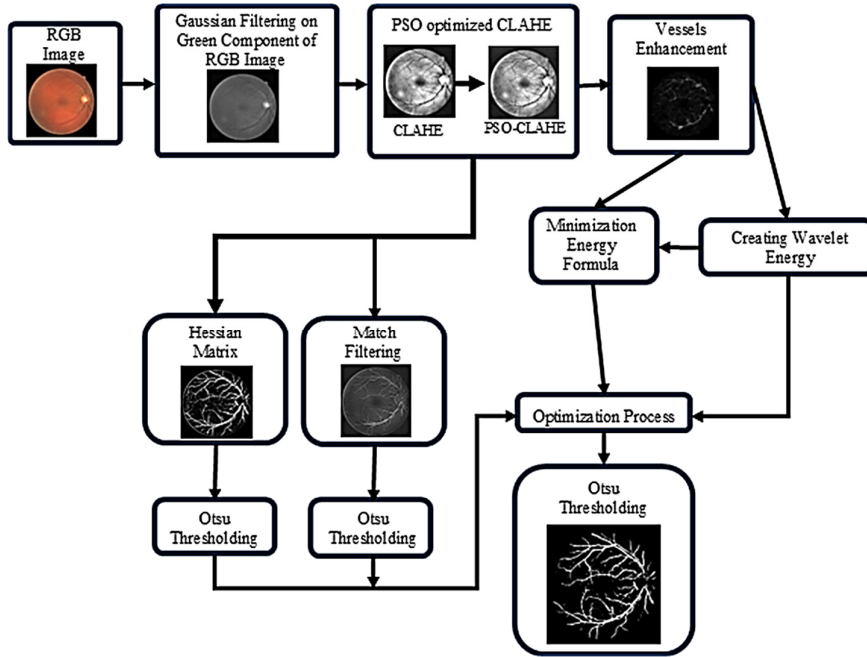 RGB
Image
Gaussian Filtering on
Green Component of
RGB Image
PSO optimized CLAHE
CLAHE
PSO-CLAHE
Vessels
Enhancement
Minimization
Energy
Formula
Creating Wavelet
Energy
Hessian
Matrix
Match
Filtering
Optimization Process
Otsu
Thresholding
Otsu
Thresholding
Otsu
Thresholding